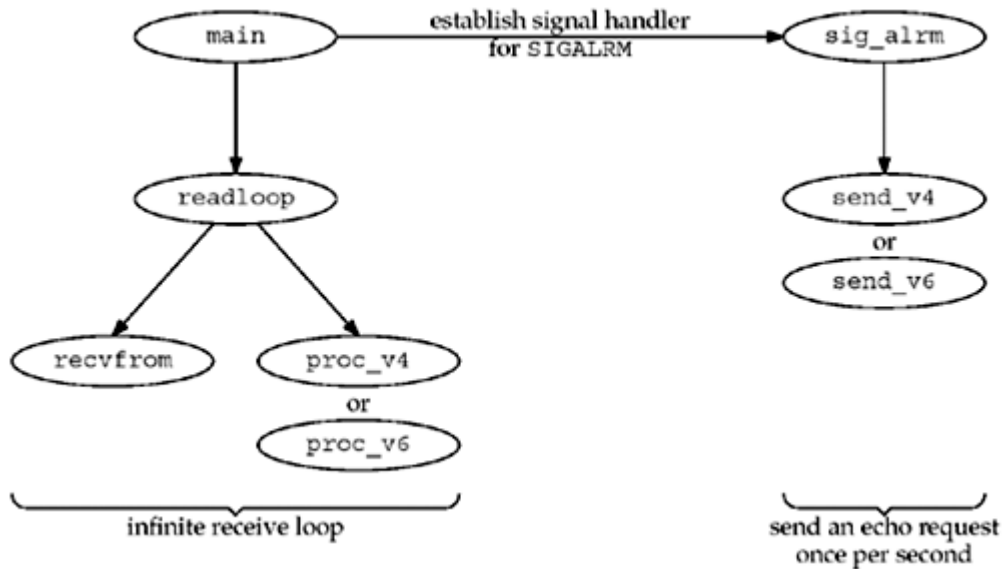 main
establish signal handler
for SIGALRM
sig_alrm
readloop
send_v4
or
send_v6
recvfrom
proc_v4
or
proc_v6
infinite receive loop
send an echo request
once per second